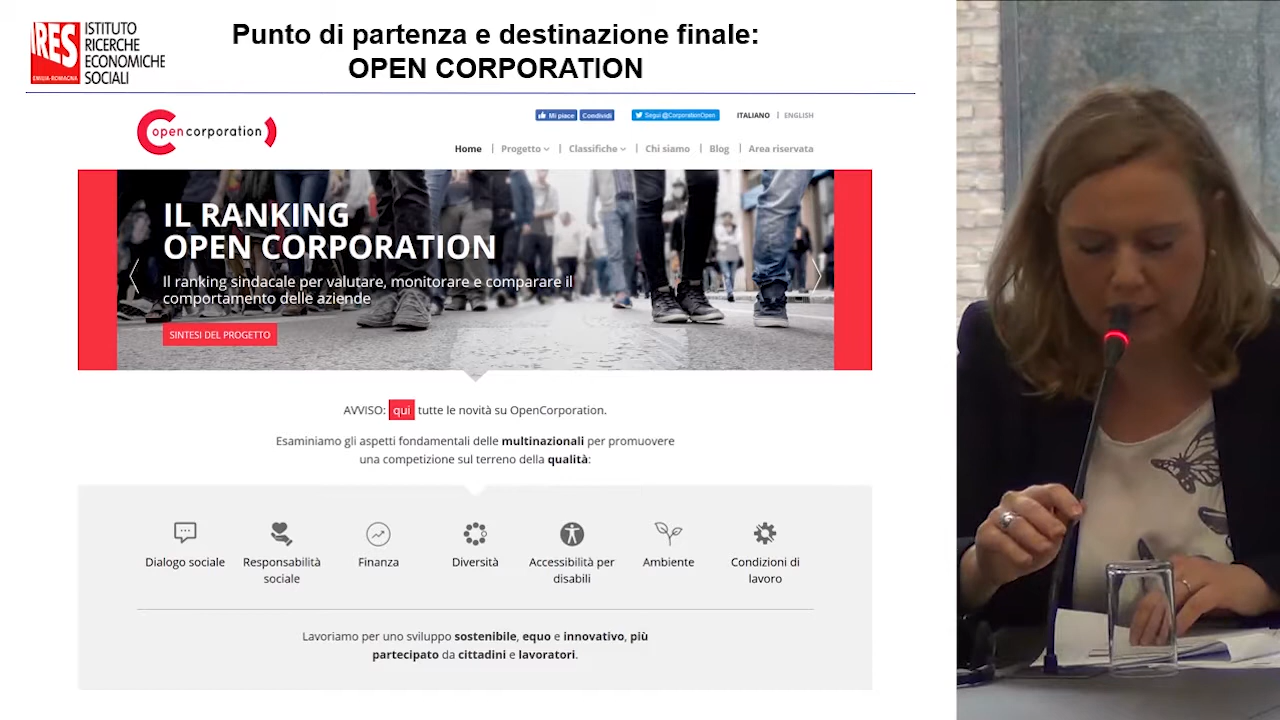 IRES
EMILIA-ROMAGNA
ISTITUTO
RICERCHE
ECONOMICHE
SOCIALI
Punto di partenza e destinazione finale:
OPEN CORPORATION
opencorporation
Mi piace
Condividi
Segui @CorporationOpen
ITALIANO | ENGLISH
Home | Progetto | Classifiche | Chi siamo | Blog | Area riservata
IL RANKING
OPEN CORPORATION
Il ranking sindacale per valutare, monitorare e comparare il
comportamento delle aziende
SINTESI DEL PROGETTO
AVVISO: qui tutte le novità su OpenCorporation.
Esaminiamo gli aspetti fondamentali delle multinazionali per promuovere
una competizione sul terreno della qualità:
Dialogo sociale
Responsabilità
sociale
Finanza
Diversità
Accessibilità per
disabili
Ambiente
Condizioni di
lavoro
Lavoriamo per uno sviluppo sostenibile, equo e innovativo, più
partecipato da cittadini e lavoratori.